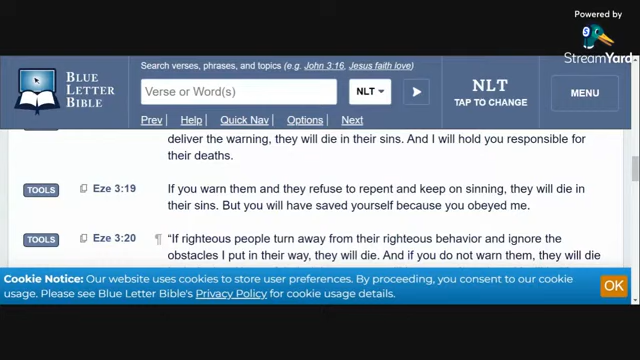 Powered by
StreamYard
Search verses, phrases, and topics (e.g. John 3:16, Jesus faith love)
BLUE
LETTER
BIBLE
Verse or Word(s)
NLT
NLT
TAP TO CHANGE
MENU
Prev | Help | Quick Nav | Options | Next
deliver the warning, they will die in their sins. And I will hold you responsible for
their deaths.
TOOLS
Eze 3:19
If you warn them and they refuse to repent and keep on sinning, they will die in
their sins. But you will have saved yourself because you obeyed me.
TOOLS
Eze 3:20
¶
“If righteous people turn away from their righteous behavior and ignore the
obstacles I put in their way, they will die. And if you do not warn them, they will die
Cookie Notice: Our website uses cookies to store user preferences. By proceeding, you consent to our cookie
usage. Please see Blue Letter Bible's Privacy Policy for cookie usage details.
OK